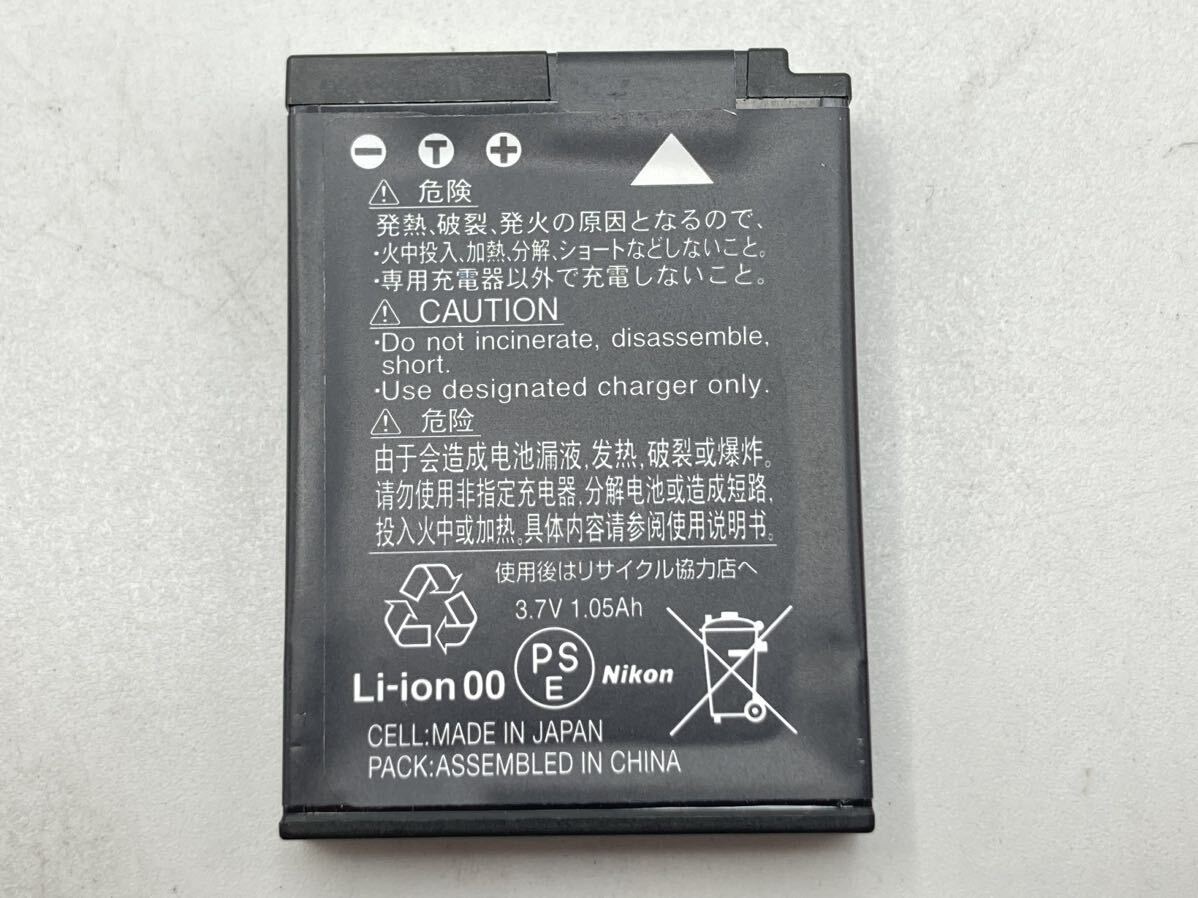 − T +
⚠ 危険
発熱、破裂、発火の原因となるので、
・火中投入、加熱、分解、ショートなどしないこと。
・専用充電器以外で充電しないこと。
⚠ CAUTION
・Do not incinerate, disassemble,
short.
・Use designated charger only.
⚠ 危险
由于会造成电池漏液,发热,破裂或爆炸。
请勿使用非指定充电器,分解电池或造成短路,
投入火中或加热。具体内容请参阅使用说明书。
使用後はリサイクル協力店へ
3.7V 1.05Ah
Li-ion 00
PS
E
Nikon
CELL:MADE IN JAPAN
PACK:ASSEMBLED IN CHINA